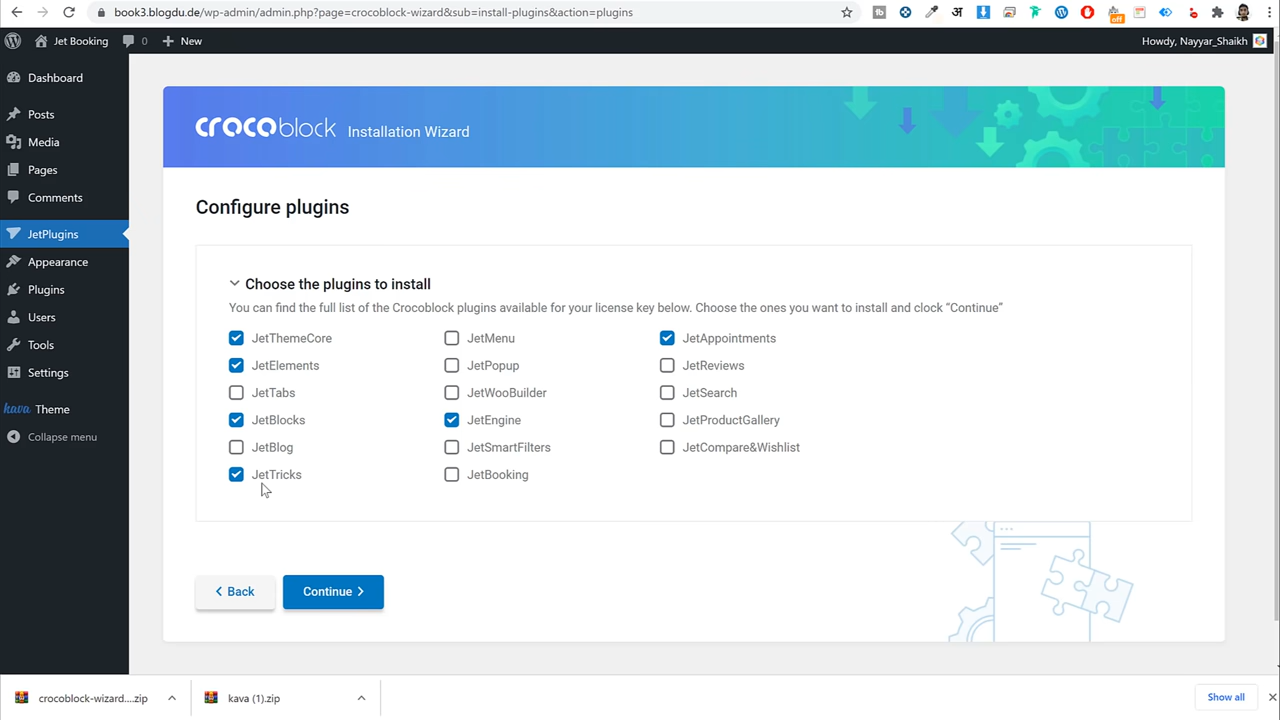 book3.blogdu.de/wp-admin/admin.php?page=crocoblock-wizard&sub=install-plugins&action=plugins
अ
off
Jet Booking 0 New Howdy, Nayyar_Shaikh
Dashboard
Posts
Media
Pages
Comments
JetPlugins
Appearance
Plugins
Users
Tools
Settings
kava Theme
Collapse menu
crocoblock Installation Wizard
Configure plugins
Choose the plugins to install
You can find the full list of the Crocoblock plugins available for your license key below. Choose the ones you want to install and clock “Continue”
JetThemeCore JetMenu JetAppointments
JetElements JetPopup JetReviews
JetTabs JetWooBuilder JetSearch
JetBlocks JetEngine JetProductGallery
JetBlog JetSmartFilters JetCompare&Wishlist
JetTricks JetBooking
Back Continue
crocoblock-wizard....zip kava (1).zip Show all